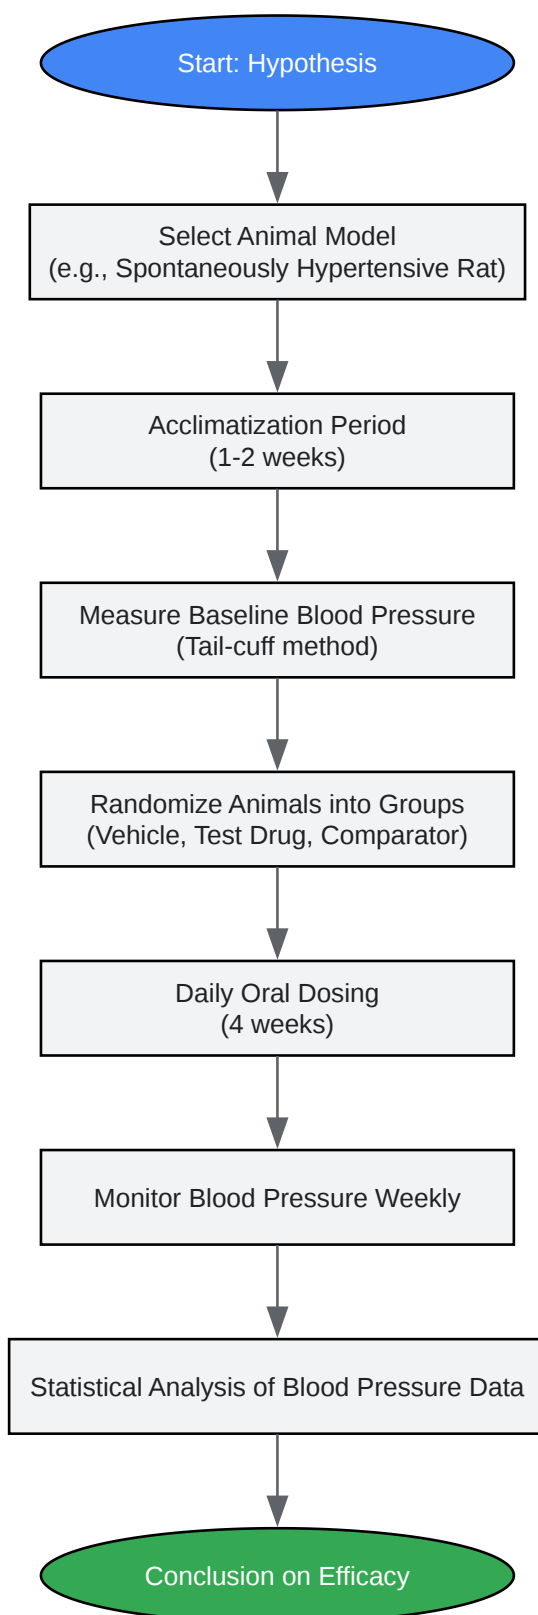 Start: Hypothesis
Select Animal Model
(e.g., Spontaneously Hypertensive Rat)
Acclimatization Period
(1-2 weeks)
Measure Baseline Blood Pressure
(Tail-cuff method)
Randomize Animals into Groups
(Vehicle, Test Drug, Comparator)
Daily Oral Dosing
(4 weeks)
Monitor Blood Pressure Weekly
Statistical Analysis of Blood Pressure Data
Conclusion on Efficacy